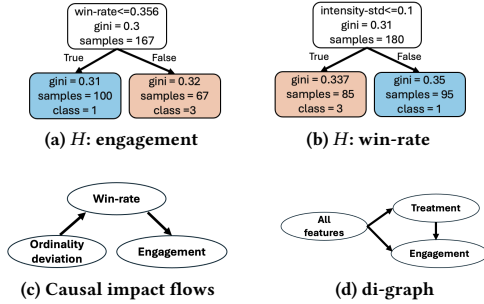 win-rate<=0.356
gini = 0.3
samples = 167
True
False
gini = 0.31
samples = 100
class = 1
gini = 0.32
samples = 67
class =3
(a) H: engagement
intensity-std<=0.1
gini = 0.31
samples = 180
True
False
gini = 0.337
samples = 85
class = 3
gini = 0.35
samples = 95
class = 1
(b) H: win-rate
Win-rate
Ordinality
deviation
Engagement
(c) Causal impact flows
All
features
Treatment
Engagement
(d) di-graph